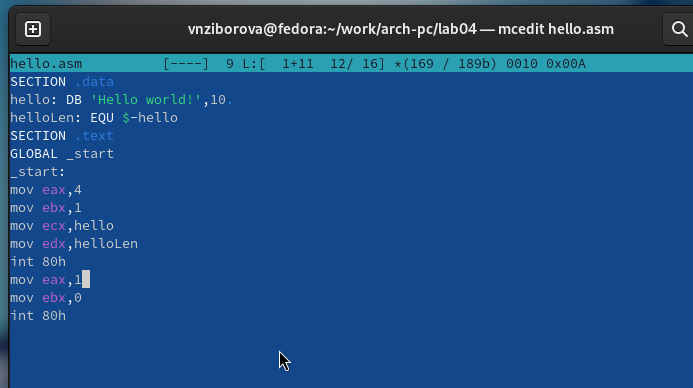 vnziborova@fedora:~/work/arch-pc/lab04 — mcedit hello.asm
hello.asm          [----]  9 L:[  1+11  12/ 16] *(169 / 189b) 0010 0x00A
SECTION .data
hello: DB 'Hello world!',10.
helloLen: EQU $-hello
SECTION .text
GLOBAL _start
_start:
mov eax,4
mov ebx,1
mov ecx,hello
mov edx,helloLen
int 80h
mov eax,1
mov ebx,0
int 80h